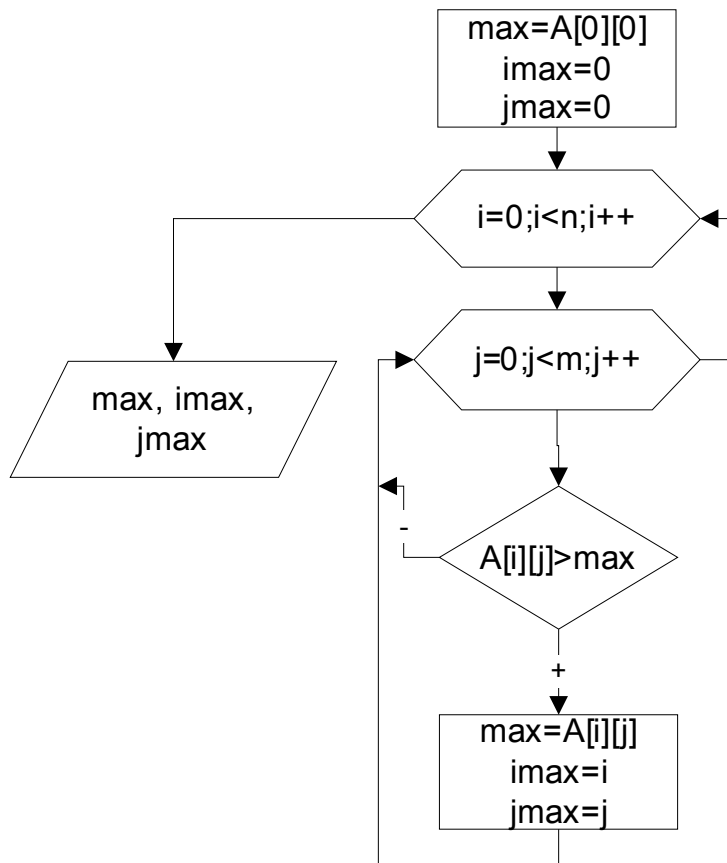 max=A[0][0]
imax=0
jmax=0
i=0;i<n;i++
j=0;j<m;j++
max, imax,
jmax
-
A[i][j]>max
+
max=A[i][j]
imax=i
jmax=j